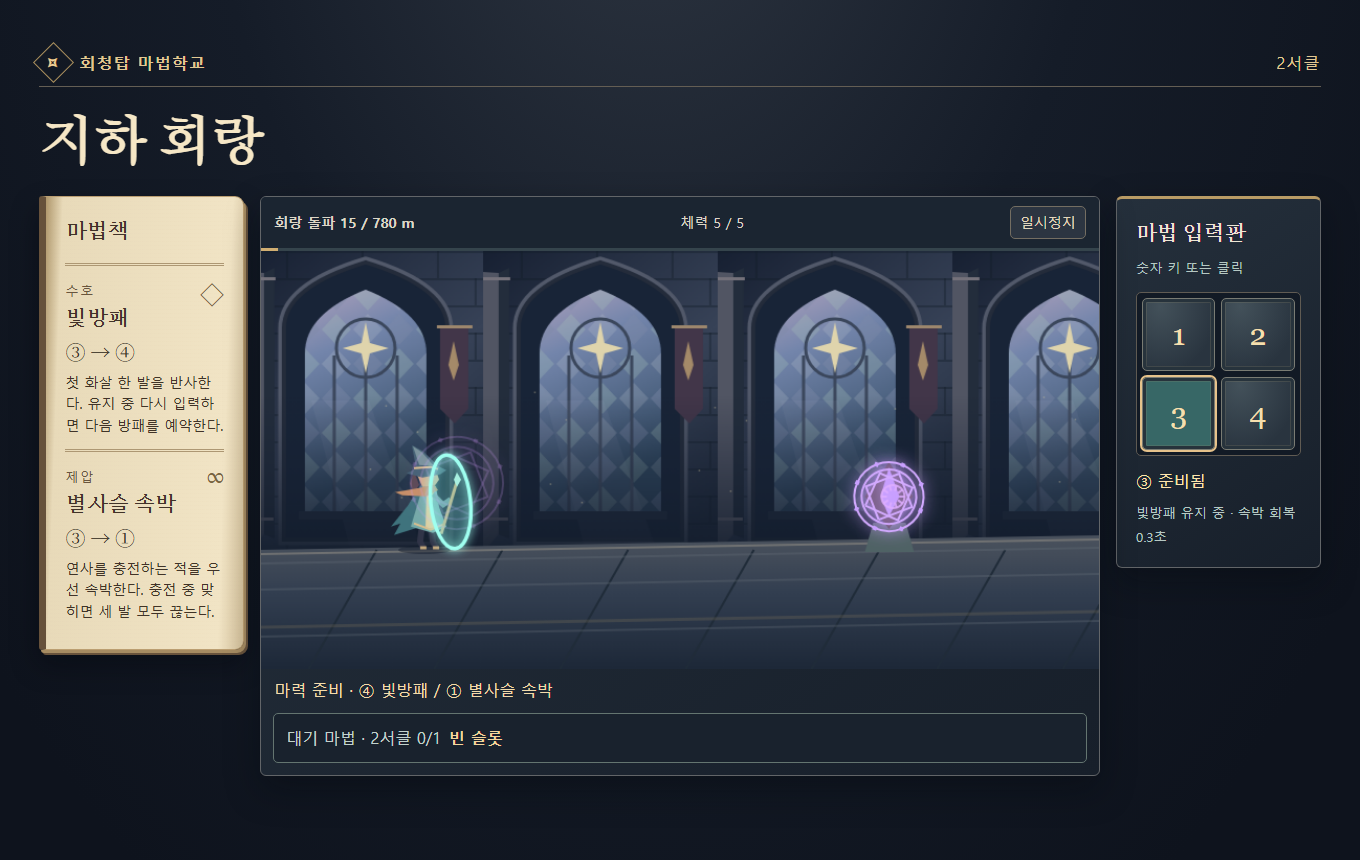 회청탑 마법학교
2서클
지하 회랑
마법책
수호
빛방패
③ → ④
첫 화살 한 발을 반사한
다. 유지 중 다시 입력하
면 다음 방패를 예약한다.
제압
∞
별사슬 속박
③ → ①
연사를 충전하는 적을 우
선 속박한다. 충전 중 맞
히면 세 발 모두 끊는다.
회랑 돌파 15 / 780 m
체력 5 / 5
일시정지
마력 준비 · ④ 빛방패 / ① 별사슬 속박
대기 마법 · 2서클 0/1 빈 슬롯
마법 입력판
숫자 키 또는 클릭
1
2
3
4
③ 준비됨
빛방패 유지 중 · 속박 회복
0.3초